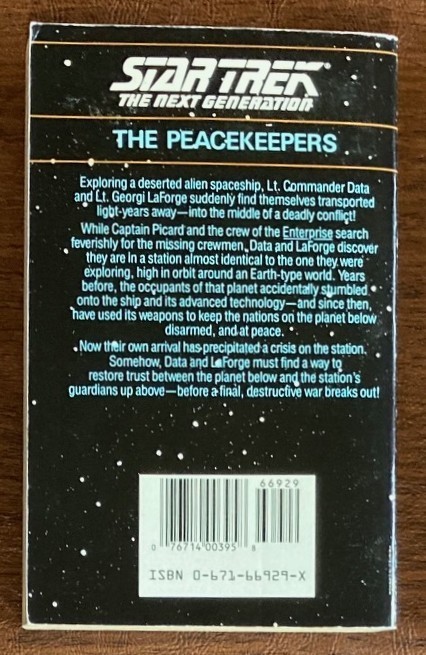 STAR TREK®
THE NEXT GENERATION
THE PEACEKEEPERS
Exploring a deserted alien spaceship, Lt. Commander Data
and Lt. Georgi LaForge suddenly find themselves transported
light-years away—into the middle of a deadly conflict!
While Captain Picard and the crew of the Enterprise search
feverishly for the missing crewmen, Data and LaForge discover
they are in a station almost identical to the one they were
exploring, high in orbit around an Earth-type world. Years
before, the occupants of that planet accidentally stumbled
onto the ship and its advanced technology—and since then,
have used its weapons to keep the nations on the planet below
disarmed, and at peace.
Now their own arrival has precipitated a crisis on the station.
Somehow, Data and LaForge must find a way to
restore trust between the planet below and the station's
guardians up above—before a final, destructive war breaks out!
66929
0 76714 00395 8
ISBN 0-671-66929-X